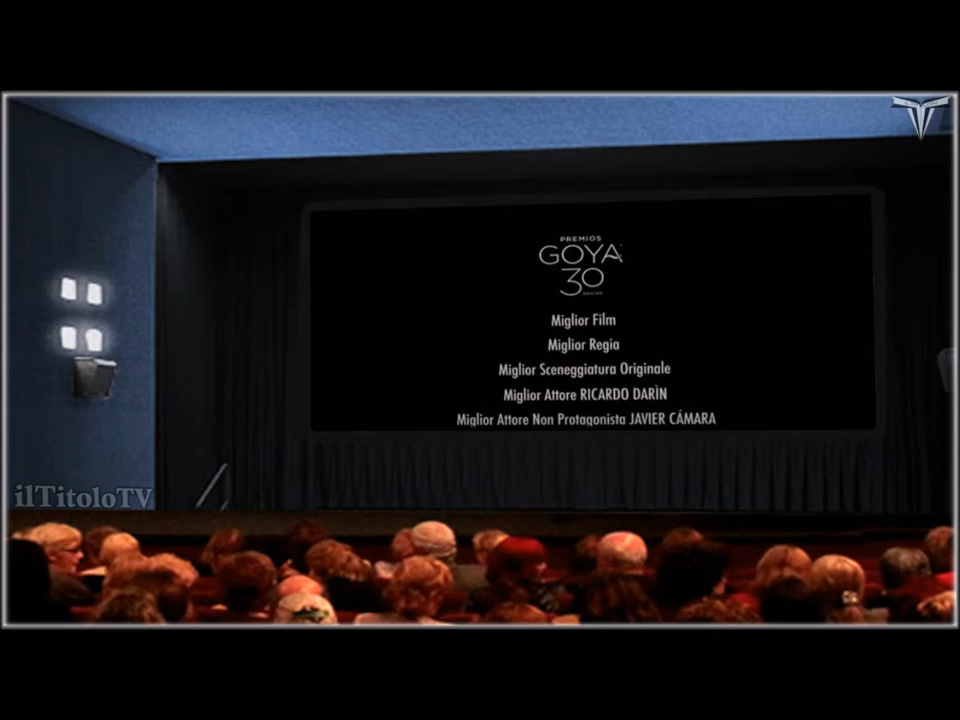 PREMIOS
GOYA
30
EDICIÓN
Miglior Film
Miglior Regia
Miglior Sceneggiatura Originale
Miglior Attore RICARDO DARÌN
Miglior Attore Non Protagonista JAVIER CÁMARA
ilTitoloTV